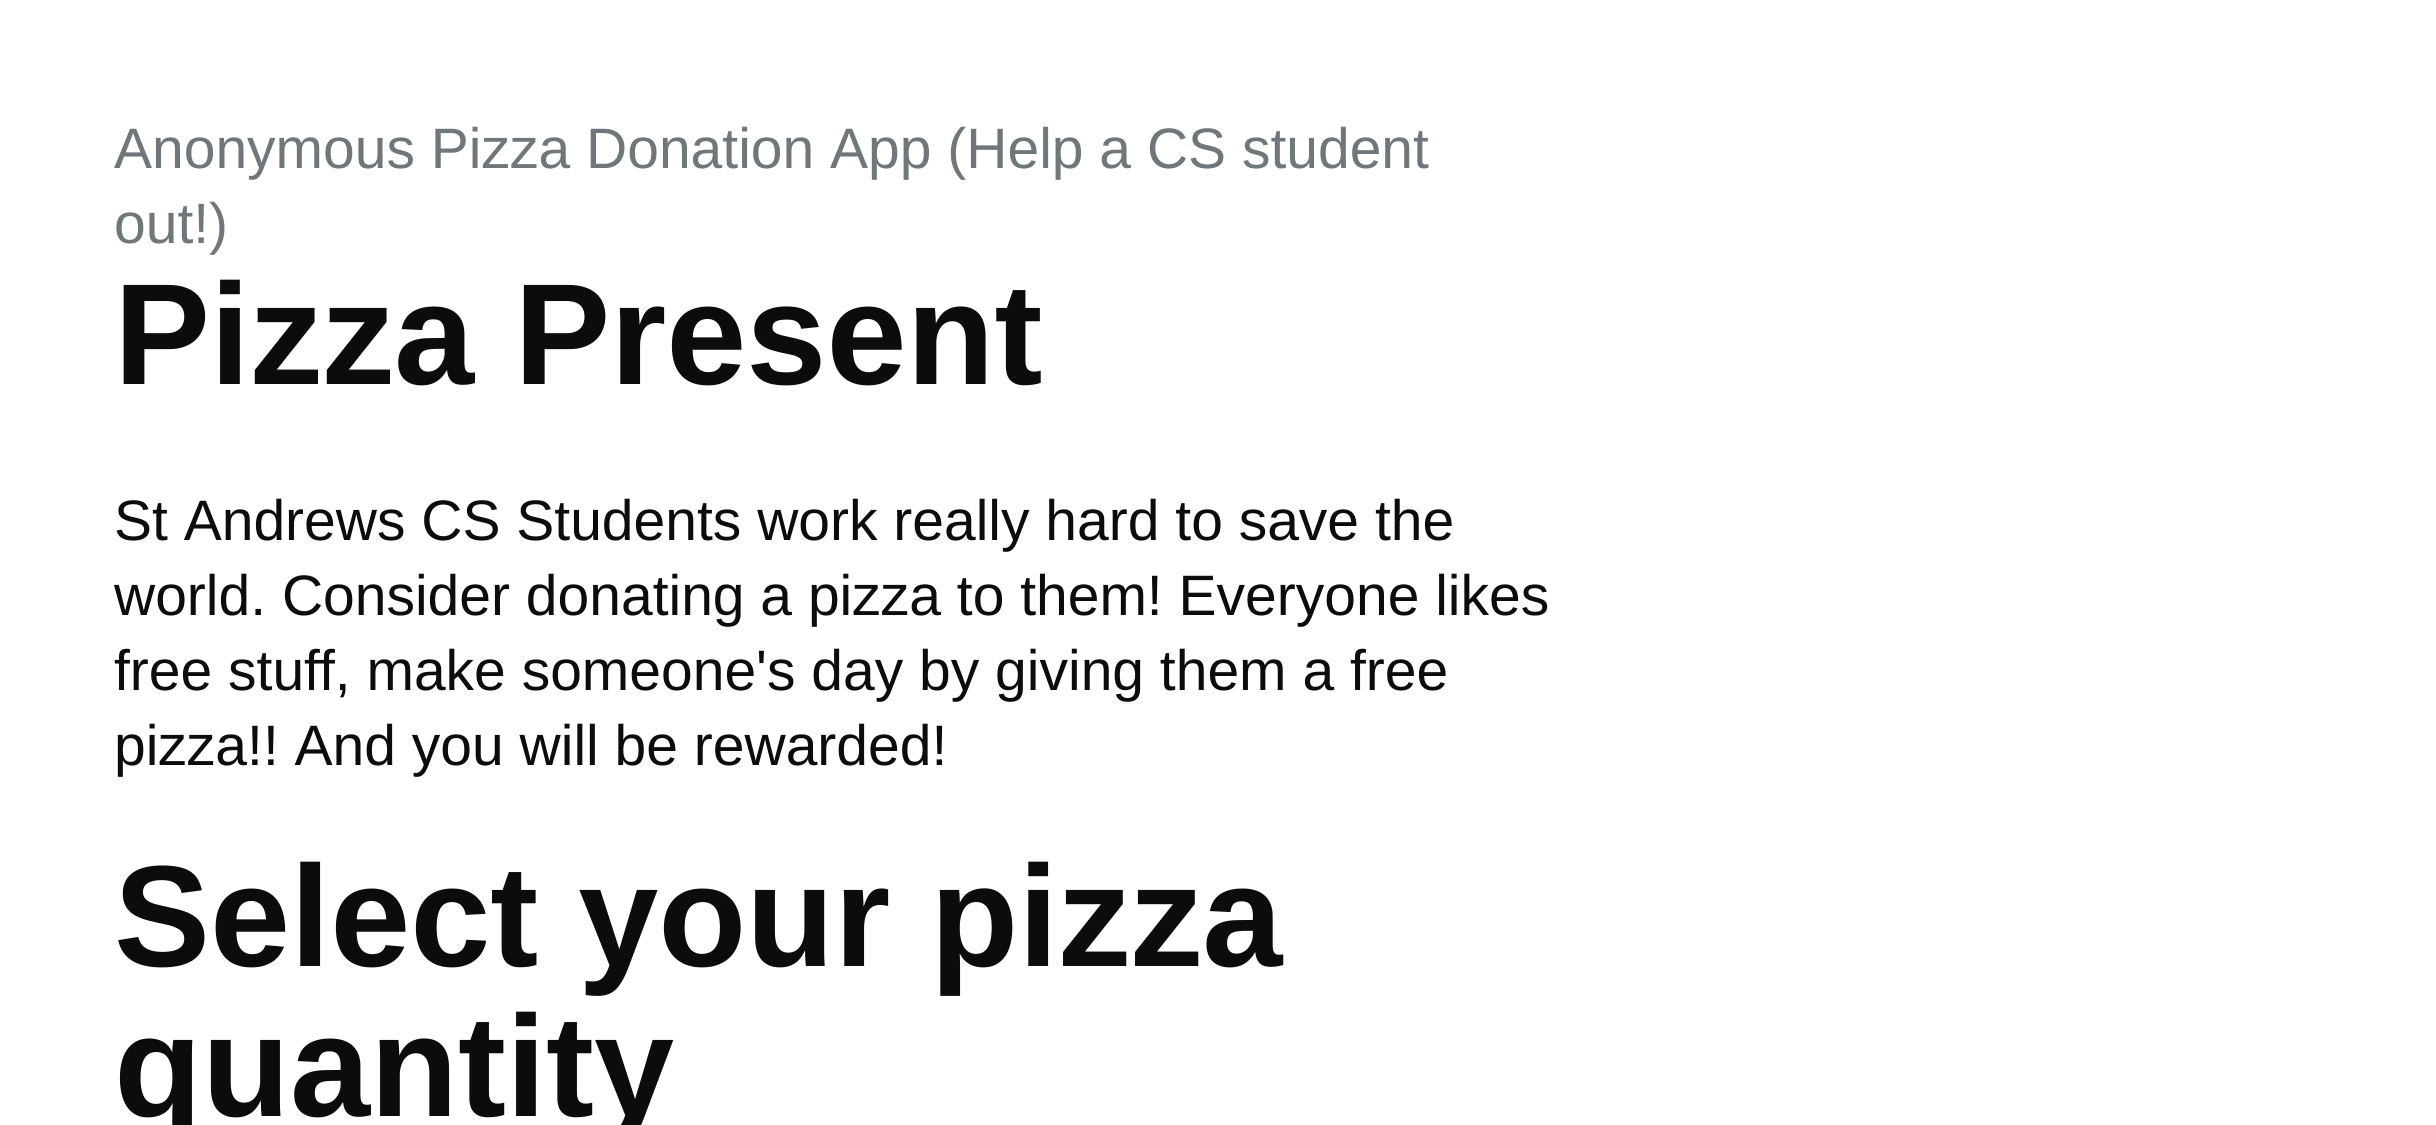 Anonymous Pizza Donation App (Help a CS student
out!)
Pizza Present
St Andrews CS Students work really hard to save the
world. Consider donating a pizza to them! Everyone likes
free stuff, make someone's day by giving them a free
pizza!! And you will be rewarded!
Select your pizza
quantity